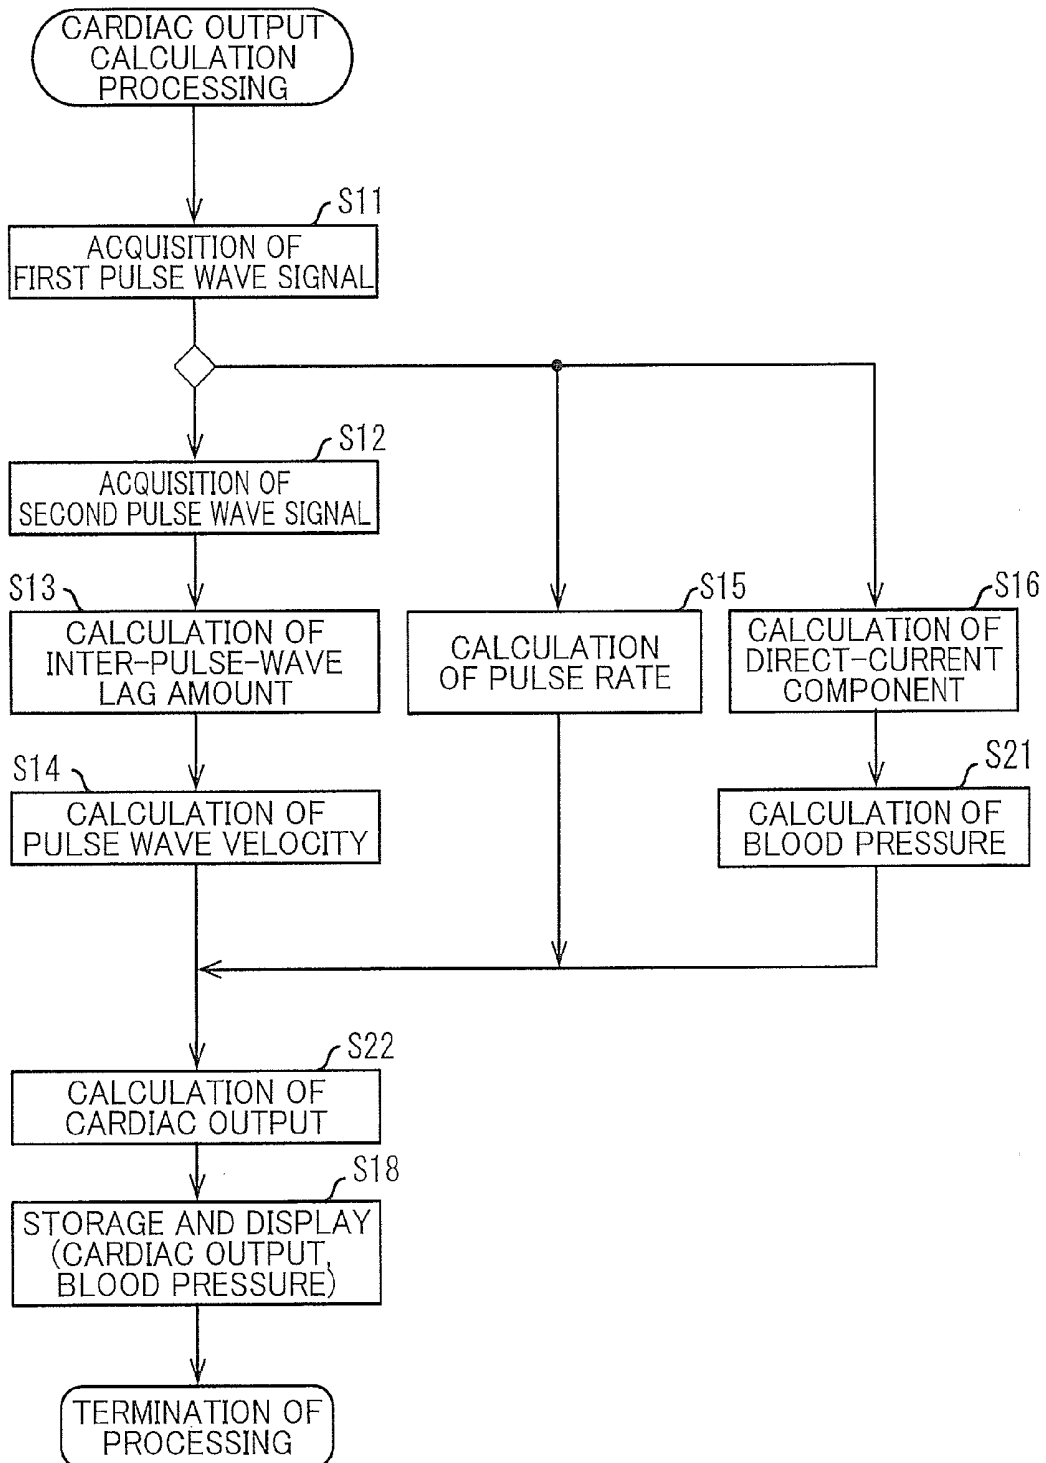 CARDIAC OUTPUT
CALCULATION
PROCESSING
S11
ACQUISITION OF
FIRST PULSE WAVE SIGNAL
S12
ACQUISITION OF
SECOND PULSE WAVE SIGNAL
S13
CALCULATION OF
INTER-PULSE-WAVE
LAG AMOUNT
S15
CALCULATION
OF PULSE RATE
S16
CALCULATION OF
DIRECT-CURRENT
COMPONENT
S14
CALCULATION OF
PULSE WAVE VELOCITY
S21
CALCULATION OF
BLOOD PRESSURE
S22
CALCULATION OF
CARDIAC OUTPUT
S18
STORAGE AND DISPLAY
(CARDIAC OUTPUT,
BLOOD PRESSURE)
TERMINATION OF
PROCESSING